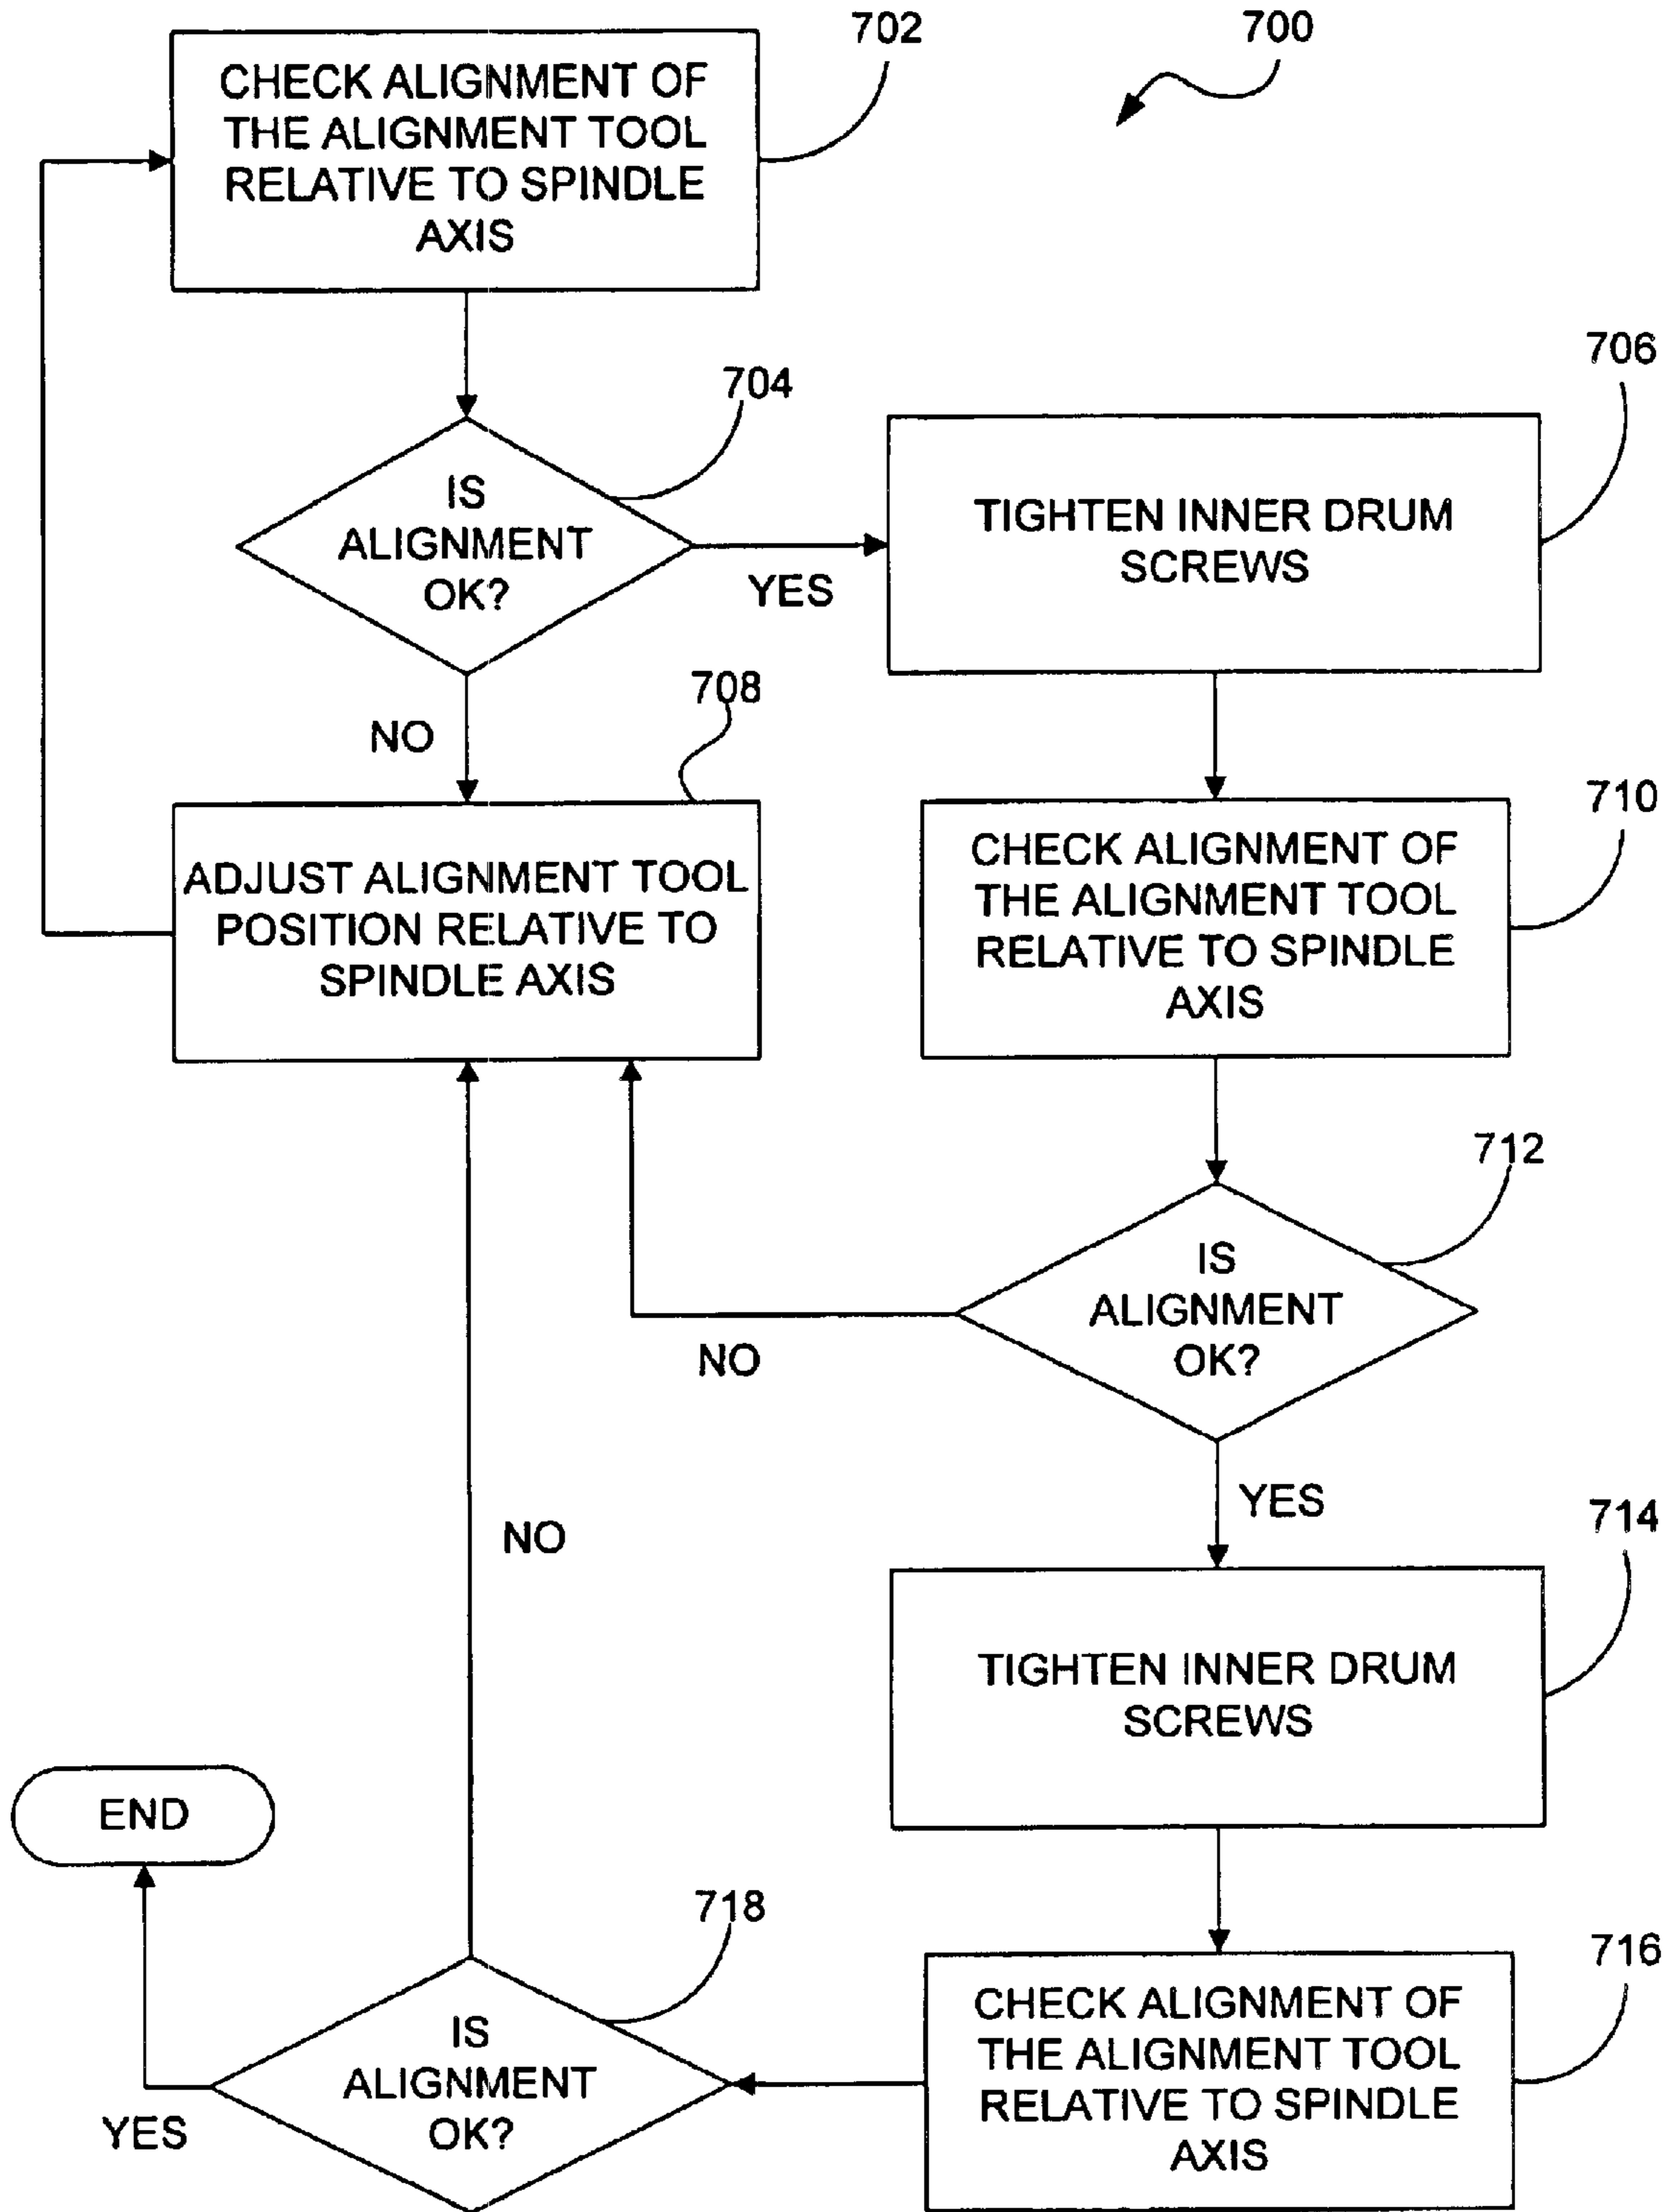 702
700
CHECK ALIGNMENT OF
THE ALIGNMENT TOOL
RELATIVE TO SPINDLE
AXIS
704
IS
ALIGNMENT
OK?
YES
NO
706
TIGHTEN INNER DRUM
SCREWS
708
ADJUST ALIGNMENT TOOL
POSITION RELATIVE TO
SPINDLE AXIS
710
CHECK ALIGNMENT OF
THE ALIGNMENT TOOL
RELATIVE TO SPINDLE
AXIS
712
IS
ALIGNMENT
OK?
NO
YES
714
TIGHTEN INNER DRUM
SCREWS
716
CHECK ALIGNMENT OF
THE ALIGNMENT TOOL
RELATIVE TO SPINDLE
AXIS
718
IS
ALIGNMENT
OK?
NO
YES
END